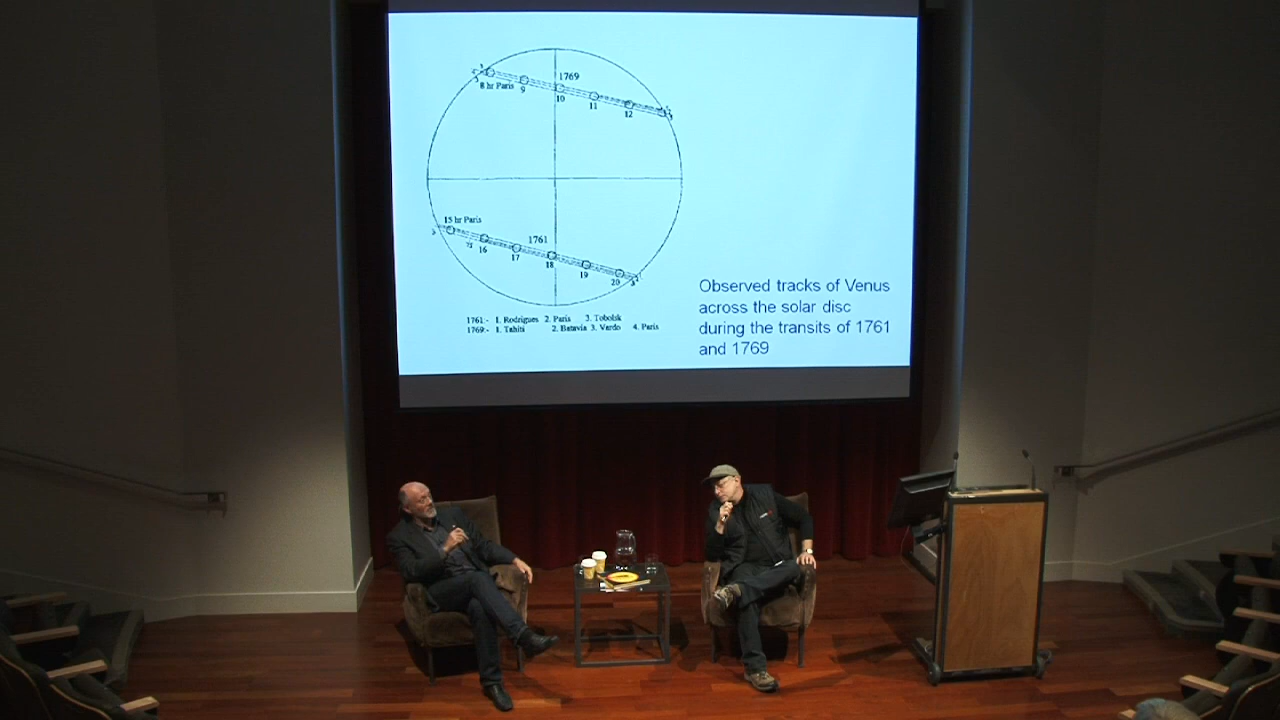 1769
8 hr Paris
9
10
11
12
15 hr Paris
1761
16
17
18
19
20
1761:- 1. Rodrigues 2. Paris 3. Tobolsk
1769:- 1. Tahiti 2. Batavia 3. Vardo 4. Paris
Observed tracks of Venus
across the solar disc
during the transits of 1761
and 1769